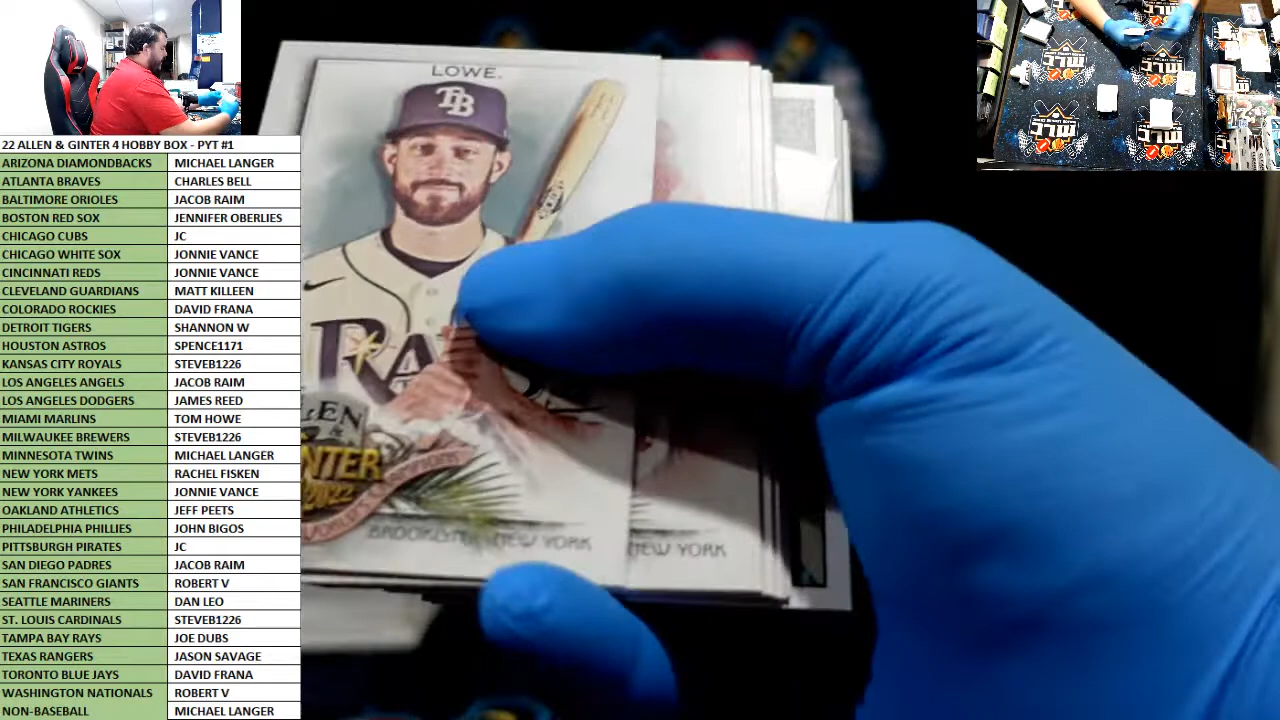 22 ALLEN & GINTER 4 HOBBY BOX - PYT #1
ARIZONA DIAMONDBACKS MICHAEL LANGER
ATLANTA BRAVES CHARLES BELL
BALTIMORE ORIOLES JACOB RAIM
BOSTON RED SOX JENNIFER OBERLIES
CHICAGO CUBS JC
CHICAGO WHITE SOX JONNIE VANCE
CINCINNATI REDS JONNIE VANCE
CLEVELAND GUARDIANS MATT KILLEEN
COLORADO ROCKIES DAVID FRANA
DETROIT TIGERS SHANNON W
HOUSTON ASTROS SPENCE1171
KANSAS CITY ROYALS STEVEB1226
LOS ANGELES ANGELS JACOB RAIM
LOS ANGELES DODGERS JAMES REED
MIAMI MARLINS TOM HOWE
MILWAUKEE BREWERS STEVEB1226
MINNESOTA TWINS MICHAEL LANGER
NEW YORK METS RACHEL FISKEN
NEW YORK YANKEES JONNIE VANCE
OAKLAND ATHLETICS JEFF PEETS
PHILADELPHIA PHILLIES JOHN BIGOS
PITTSBURGH PIRATES JC
SAN DIEGO PADRES JACOB RAIM
SAN FRANCISCO GIANTS ROBERT V
SEATTLE MARINERS DAN LEO
ST. LOUIS CARDINALS STEVEB1226
TAMPA BAY RAYS JOE DUBS
TEXAS RANGERS JASON SAVAGE
TORONTO BLUE JAYS DAVID FRANA
WASHINGTON NATIONALS ROBERT V
NON-BASEBALL MICHAEL LANGER
LOWE.
TB
BROOKLYN, NEW YORK
NEW YORK
MLC
MLC
MLC
MLC